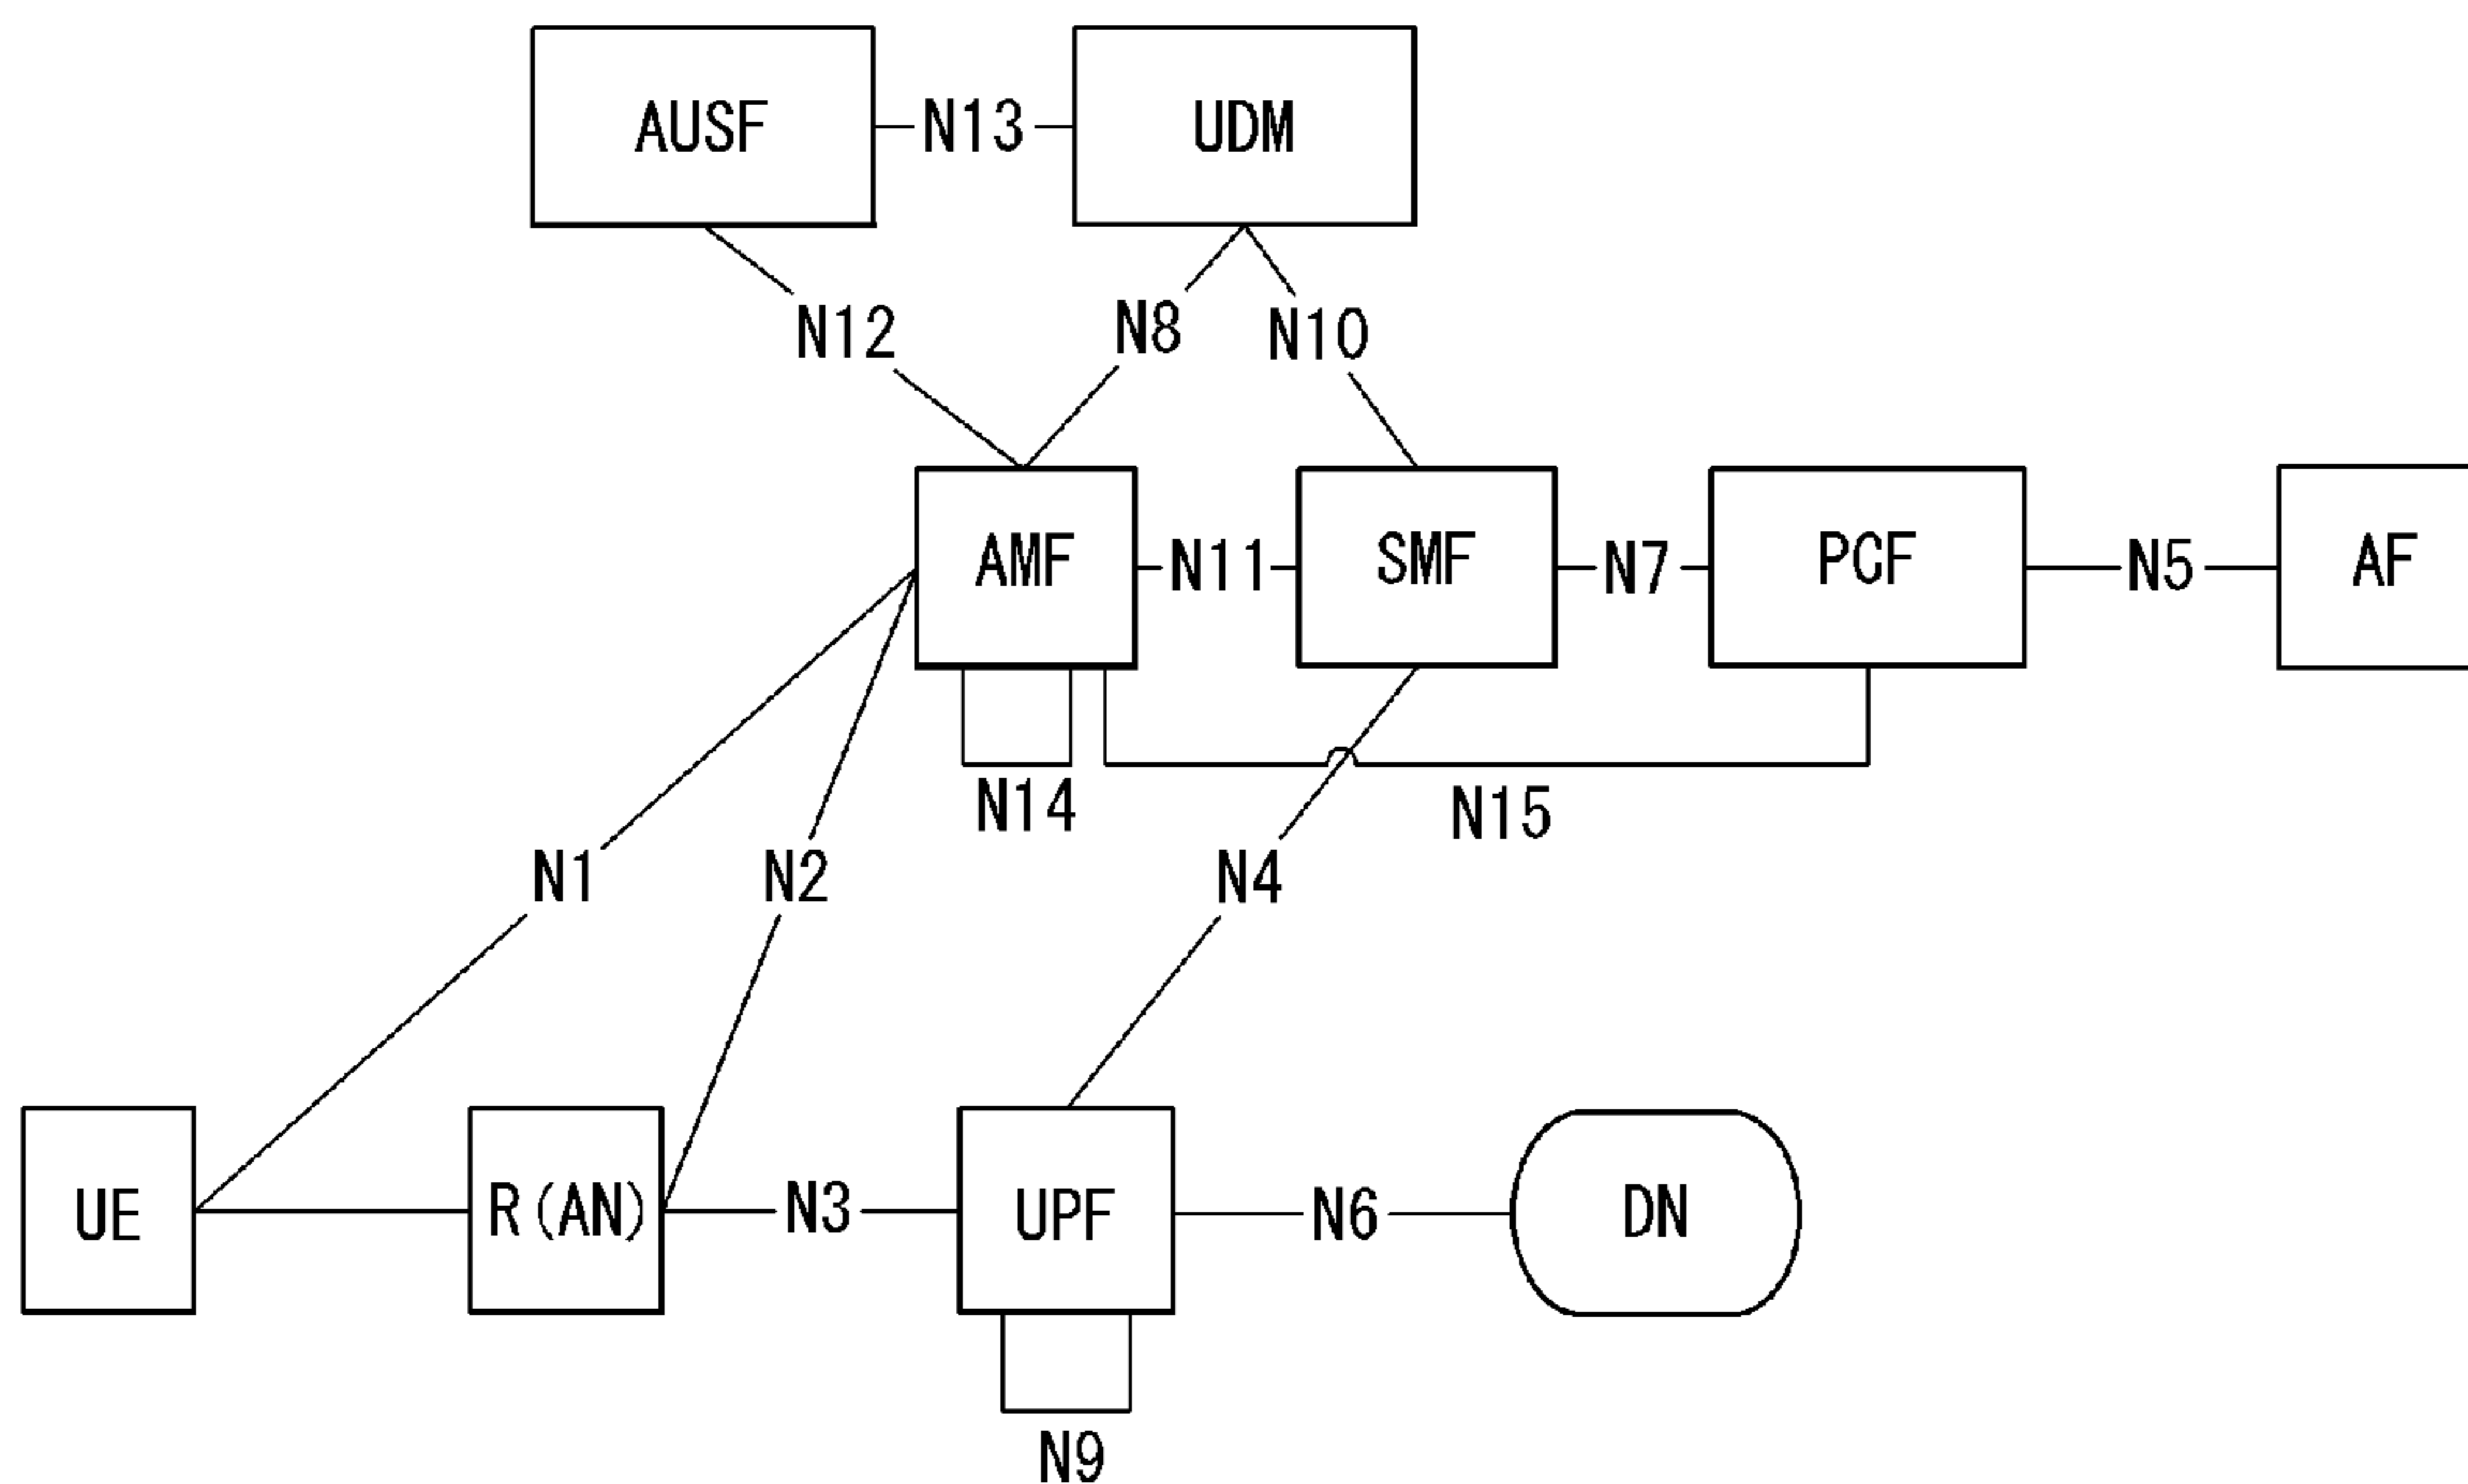 AUSF N13 UDM
N12 N8 N10
AMF N11 SMF N7 PCF N5 AF
N14 N15
N1 N2 N4
UE R(AN) N3 UPF N6 DN
N9